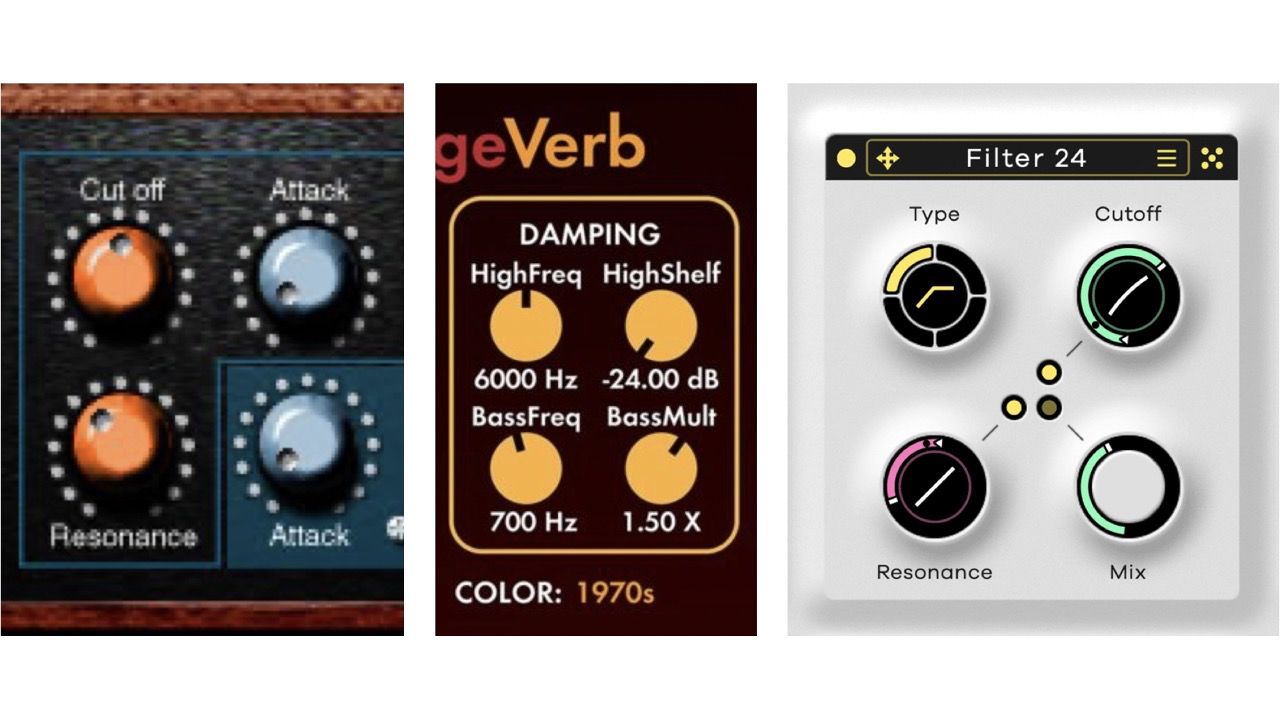 Cut off Attack
Resonance Attack
geVerb
DAMPING
HighFreq HighShelf
6000 Hz -24.00 dB
BassFreq BassMult
700 Hz 1.50 X
COLOR: 1970s
Filter 24
Type Cutoff
Resonance Mix